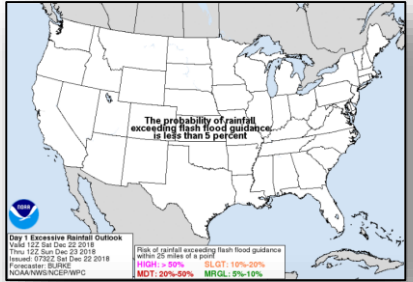 The probability of rainfall
exceeding flash flood guidance
is less than 5 percent
NOAA
Day 1 Excessive Rainfall Outlook
Valid 12Z Sat Dec 22 2018
Thru 12Z Sun Dec 23 2018
Issued: 0732Z Sat Dec 22 2018
Forecaster: BURKE
NOAA/NWS/NCEP/WPC
Risk of rainfall exceeding flash flood guidance
within 25 miles of a point
HIGH: > 50% SLGT: 10%-20%
MDT: 20%-50% MRGL: 5%-10%